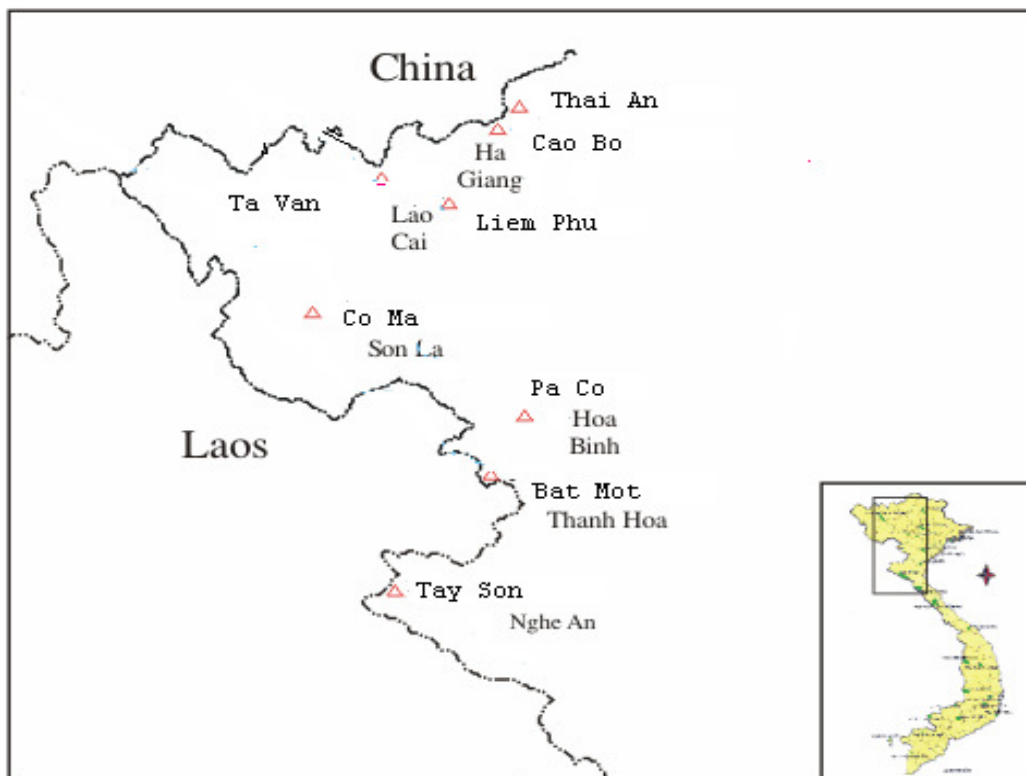 China
Thai An
Cao Bo
Ha
Giang
Ta Van
Lao
Cai
Liem Phu
Co Ma
Son La
Pa Co
Hoa
Binh
Laos
Bat Mot
Thanh Hoa
Tay Son
Nghe An